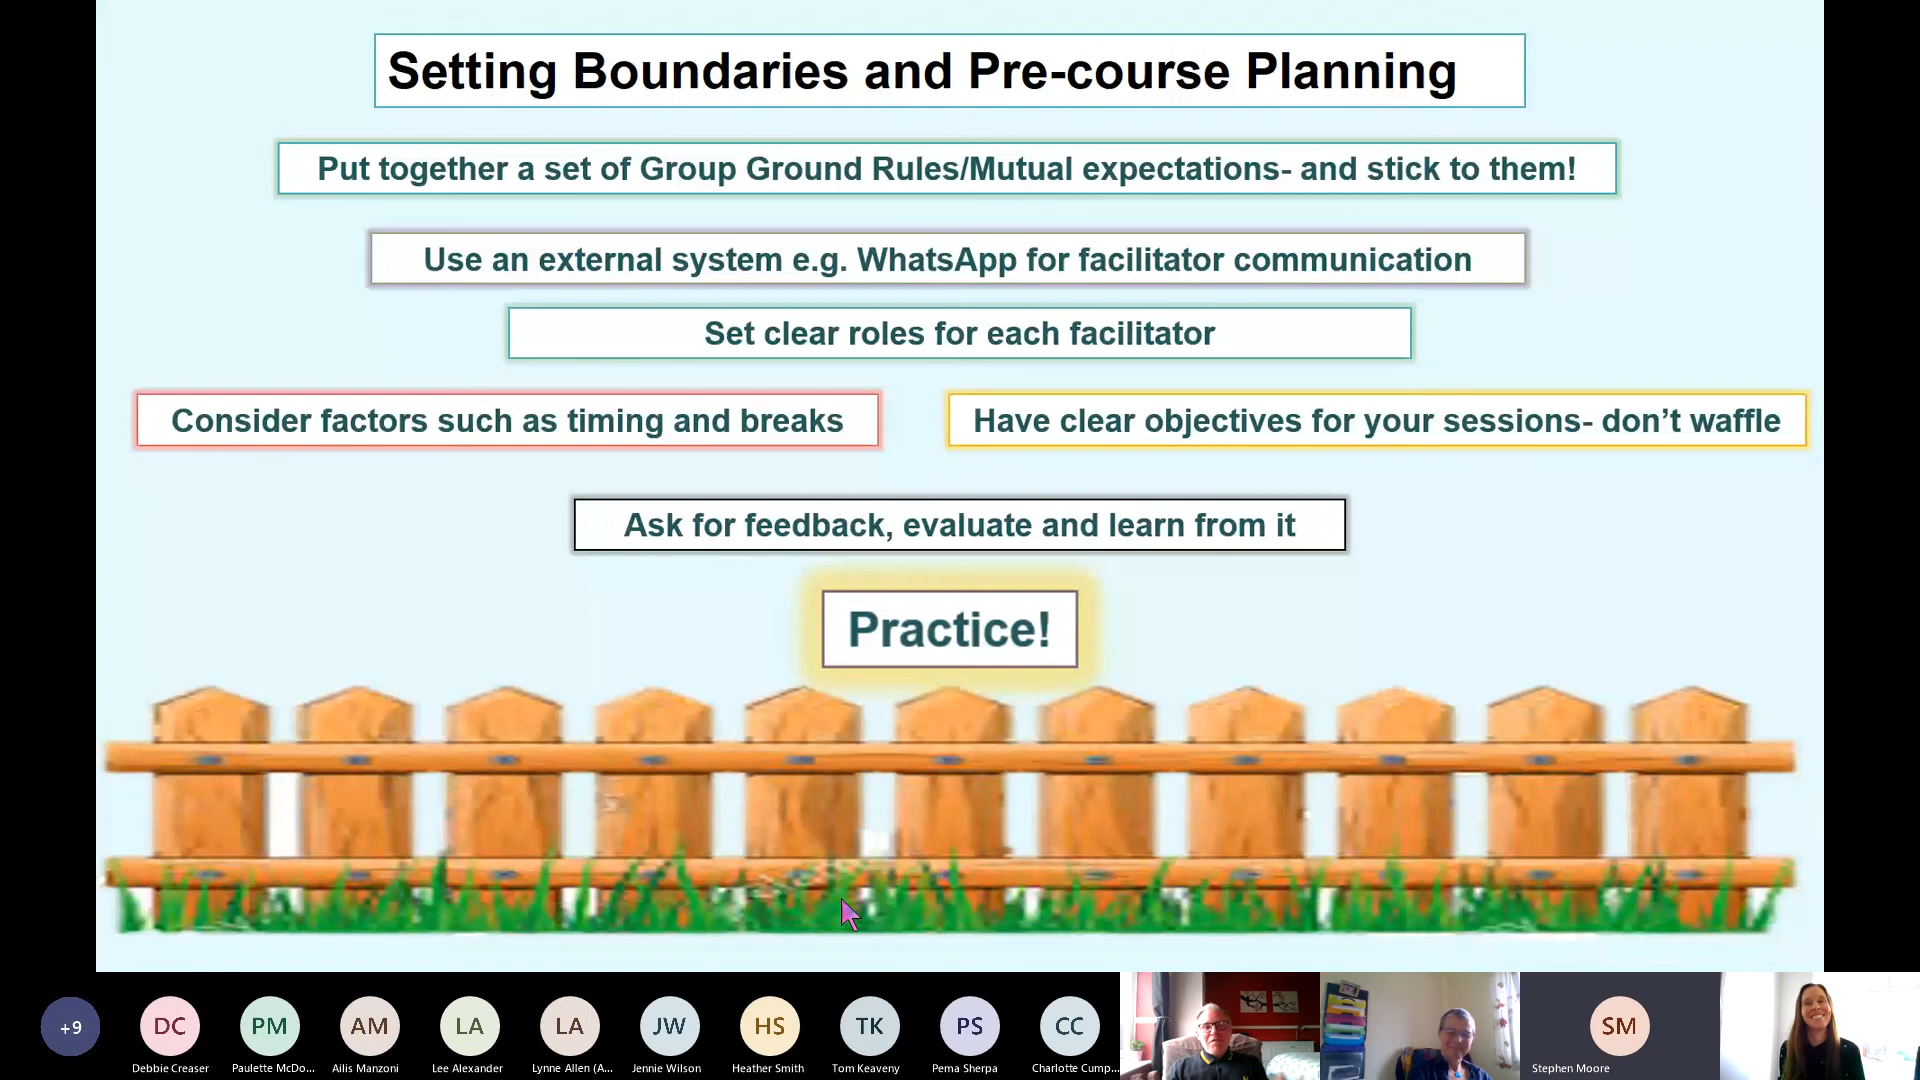 Setting Boundaries and Pre-course Planning
Put together a set of Group Ground Rules/Mutual expectations- and stick to them!
Use an external system e.g. WhatsApp for facilitator communication
Set clear roles for each facilitator
Consider factors such as timing and breaks
Have clear objectives for your sessions- don’t waffle
Ask for feedback, evaluate and learn from it
Practice!
+9
DC
PM
AM
LA
LA
JW
HS
TK
PS
CC
SM
Debbie Creaser
Paulette McDo...
Ailis Manzoni
Lee Alexander
Lynne Allen (A...
Jennie Wilson
Heather Smith
Tom Keaveny
Pema Sherpa
Charlotte Cump...
Stephen Moore